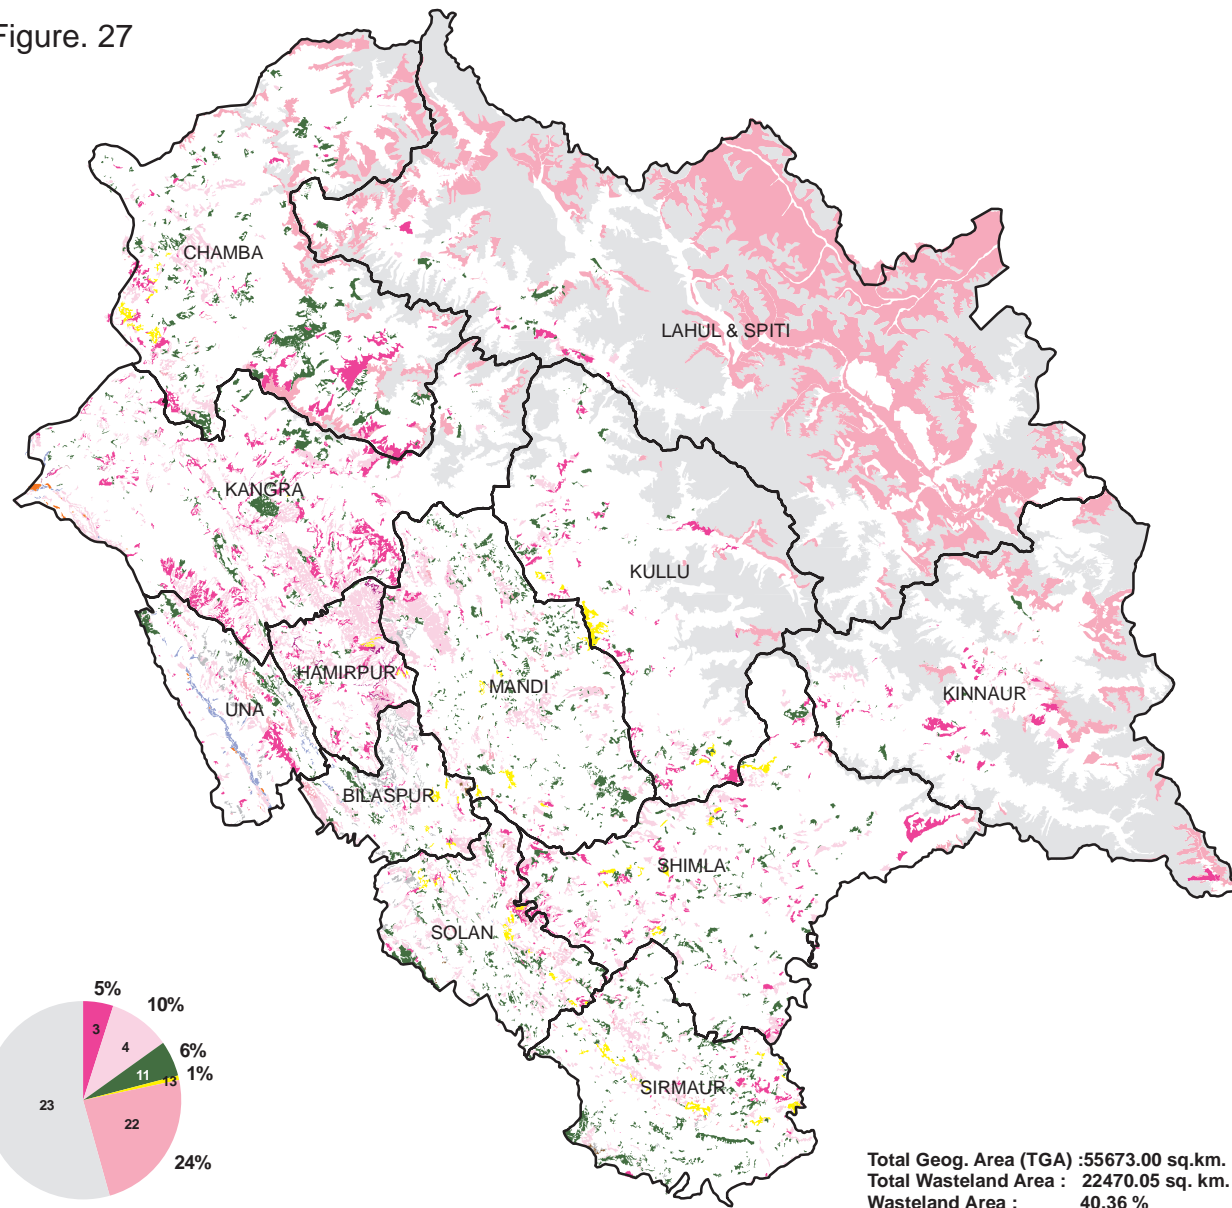 Figure. 27
CHAMBA
LAHUL & SPITI
KANGRA
KULLU
HAMIRPUR
MANDI
UNA
KINNAUR
BILASPUR
SHIMLA
SOLAN
SIRMAUR
5%
10%
6%
1%
24%
3
4
11
13
22
23
Total Geog. Area (TGA) :55673.00 sq.km.
Total Wasteland Area : 22470.05 sq. km.
Wasteland Area : 40.36 %